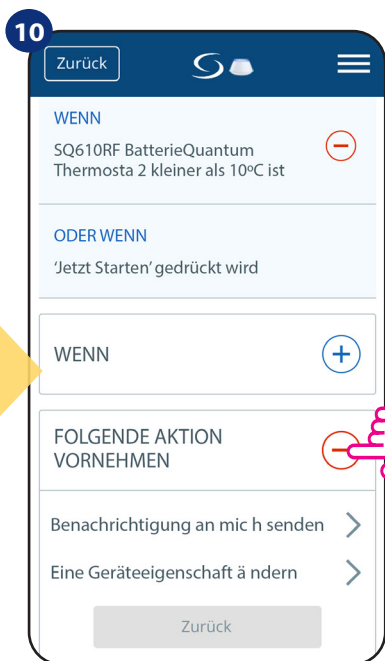 10
Zurück
WENN
SQ610RF BatterieQuantum
Thermosta 2 kleiner als 10ºC ist
ODER WENN
‘Jetzt Starten’ gedrückt wird
WENN
FOLGENDE AKTION
VORNEHMEN
Benachrichtigung an mic h senden
Eine Geräteeigenschaft ä ndern
Zurück